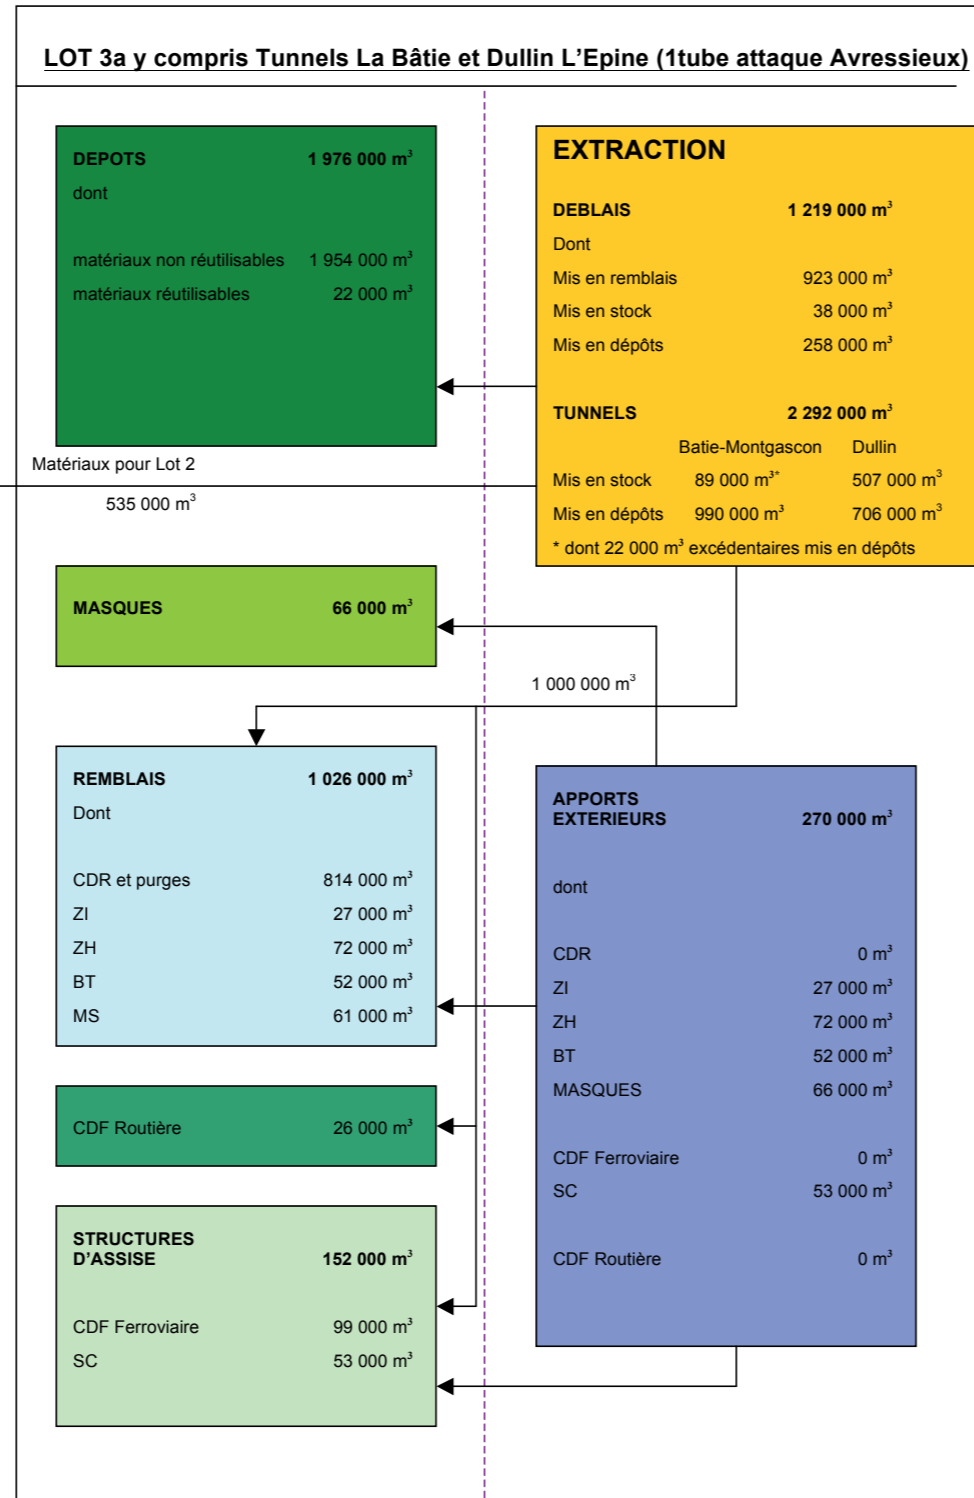 LOT 3a y compris Tunnels La Bâtie et Dullin L'Epine (1tube attaque Avressieux)
DEPOTS 1 976 000 m³
dont
matériaux non réutilisables 1 954 000 m³
matériaux réutilisables 22 000 m³
EXTRACTION
DEBLAIS 1 219 000 m³
Dont
Mis en remblais 923 000 m³
Mis en stock 38 000 m³
Mis en dépôts 258 000 m³
TUNNELS 2 292 000 m³
Batie-Montgascon Dullin
Mis en stock 89 000 m³* 507 000 m³
Mis en dépôts 990 000 m³ 706 000 m³
* dont 22 000 m³ excédentaires mis en dépôts
Matériaux pour Lot 2
535 000 m³
MASQUES 66 000 m³
1 000 000 m³
REMBLAIS 1 026 000 m³
Dont
CDR et purges 814 000 m³
ZI 27 000 m³
ZH 72 000 m³
BT 52 000 m³
MS 61 000 m³
APPORTS
EXTERIEURS 270 000 m³
dont
CDR 0 m³
ZI 27 000 m³
ZH 72 000 m³
BT 52 000 m³
MASQUES 66 000 m³
CDF Ferroviaire 0 m³
SC 53 000 m³
CDF Routière 0 m³
CDF Routière 26 000 m³
STRUCTURES
D'ASSISE 152 000 m³
CDF Ferroviaire 99 000 m³
SC 53 000 m³